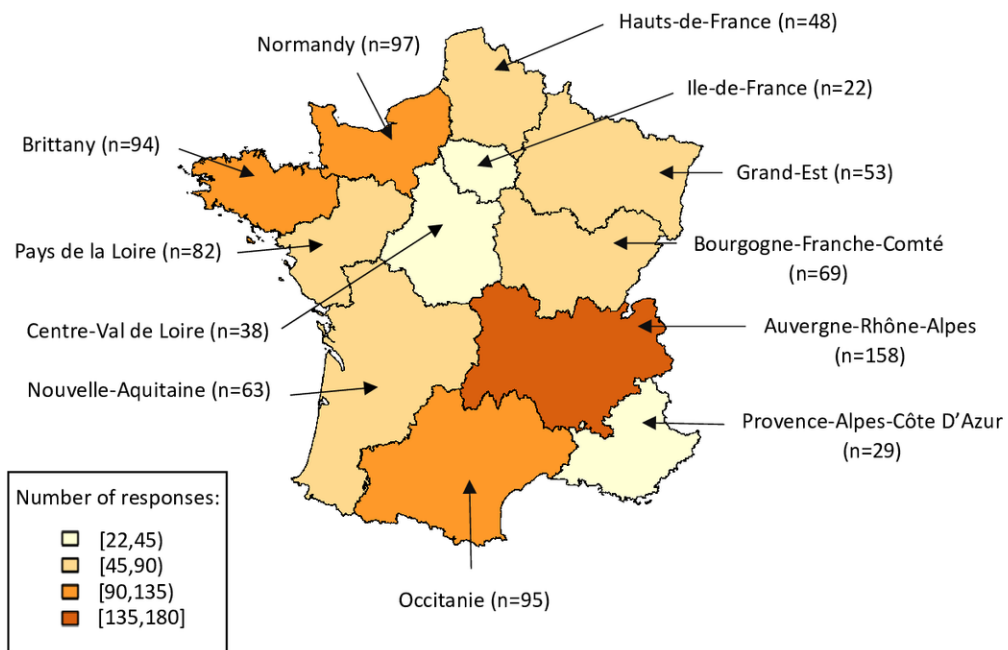 Hauts-de-France (n=48)
Normandy (n=97)
Ile-de-France (n=22)
Brittany (n=94)
Grand-Est (n=53)
Pays de la Loire (n=82)
Bourgogne-Franche-Comté
(n=69)
Centre-Val de Loire (n=38)
Auvergne-Rhône-Alpes
(n=158)
Nouvelle-Aquitaine (n=63)
Provence-Alpes-Côte D’Azur
(n=29)
Number of responses:
[22,45)
[45,90)
[90,135)
[135,180]
Occitanie (n=95)